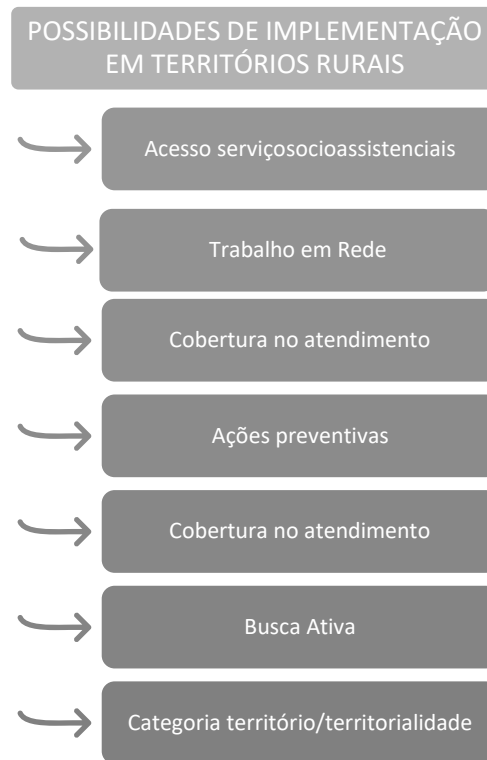 POSSIBILIDADES DE IMPLEMENTAÇÃO
EM TERRITÓRIOS RURAIS
Acesso serviçosocioassistenciais
Trabalho em Rede
Cobertura no atendimento
Ações preventivas
Cobertura no atendimento
Busca Ativa
Categoria território/territorialidade